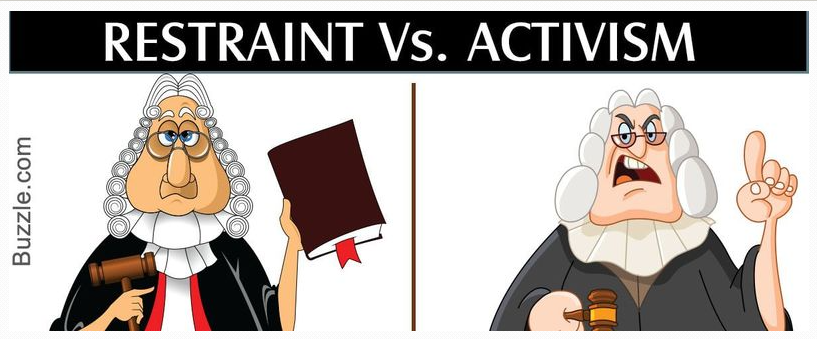 RESTRAINT Vs. ACTIVISM
Buzzle.com